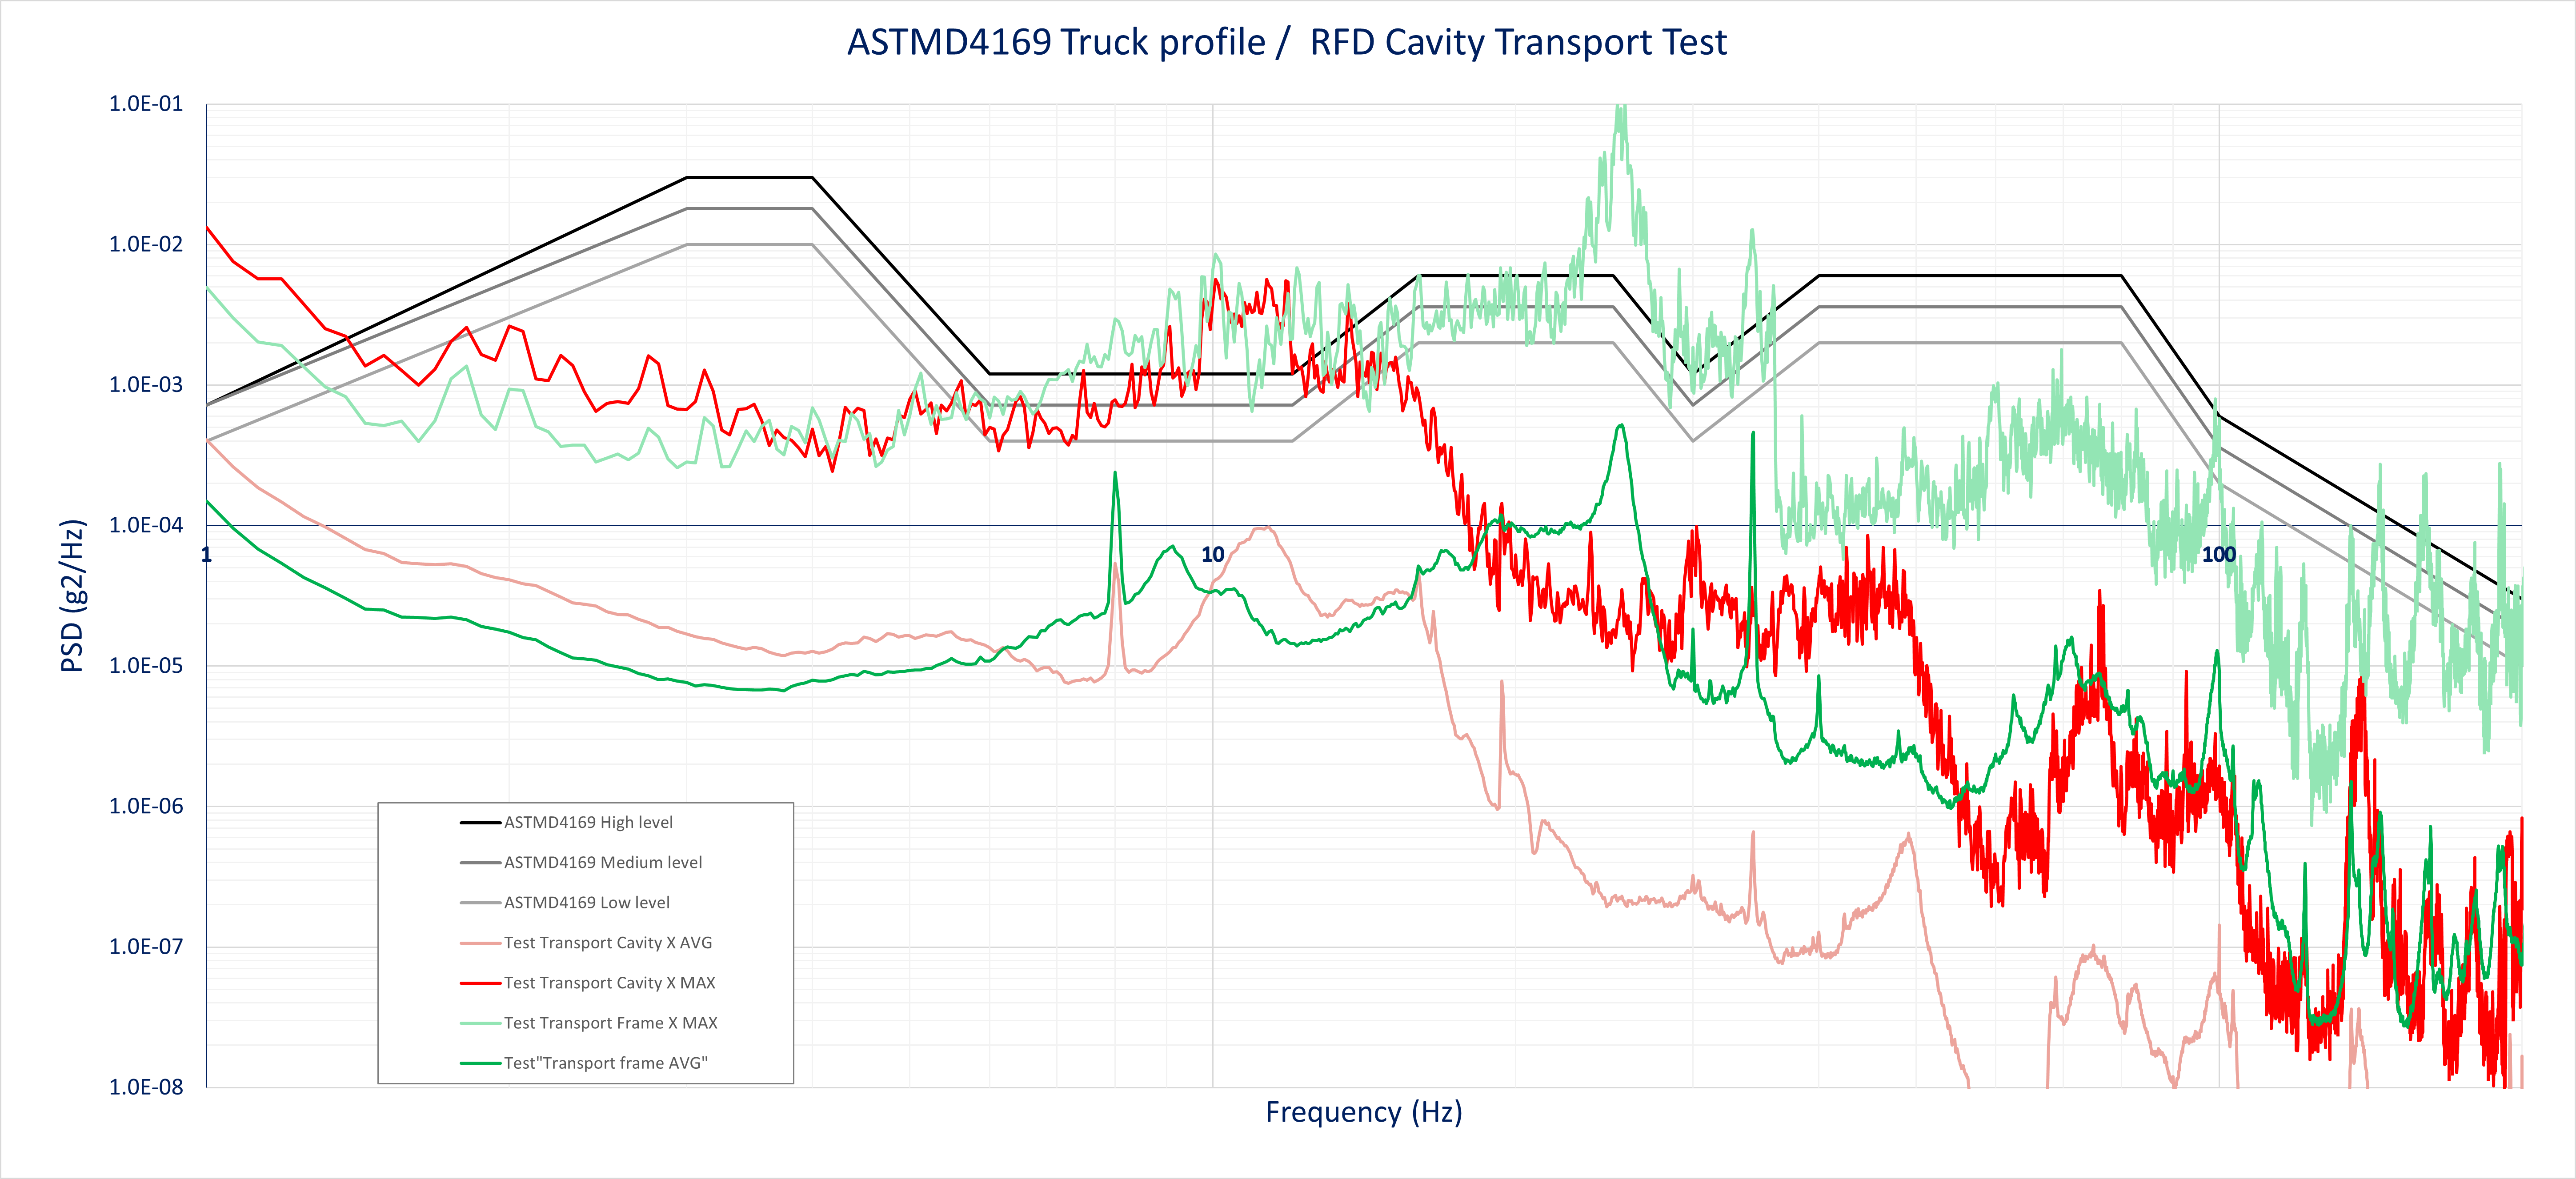 ASTMD4169 Truck profile /  RFD Cavity Transport Test
1.0E-01
1.0E-02
1.0E-03
1.0E-04
1.0E-05
1.0E-06
1.0E-07
1.0E-08
PSD (g2/Hz)
1
10
100
ASTMD4169 High level
ASTMD4169 Medium level
ASTMD4169 Low level
Test Transport Cavity X AVG
Test Transport Cavity X MAX
Test Transport Frame X MAX
Test"Transport frame AVG"
Frequency (Hz)